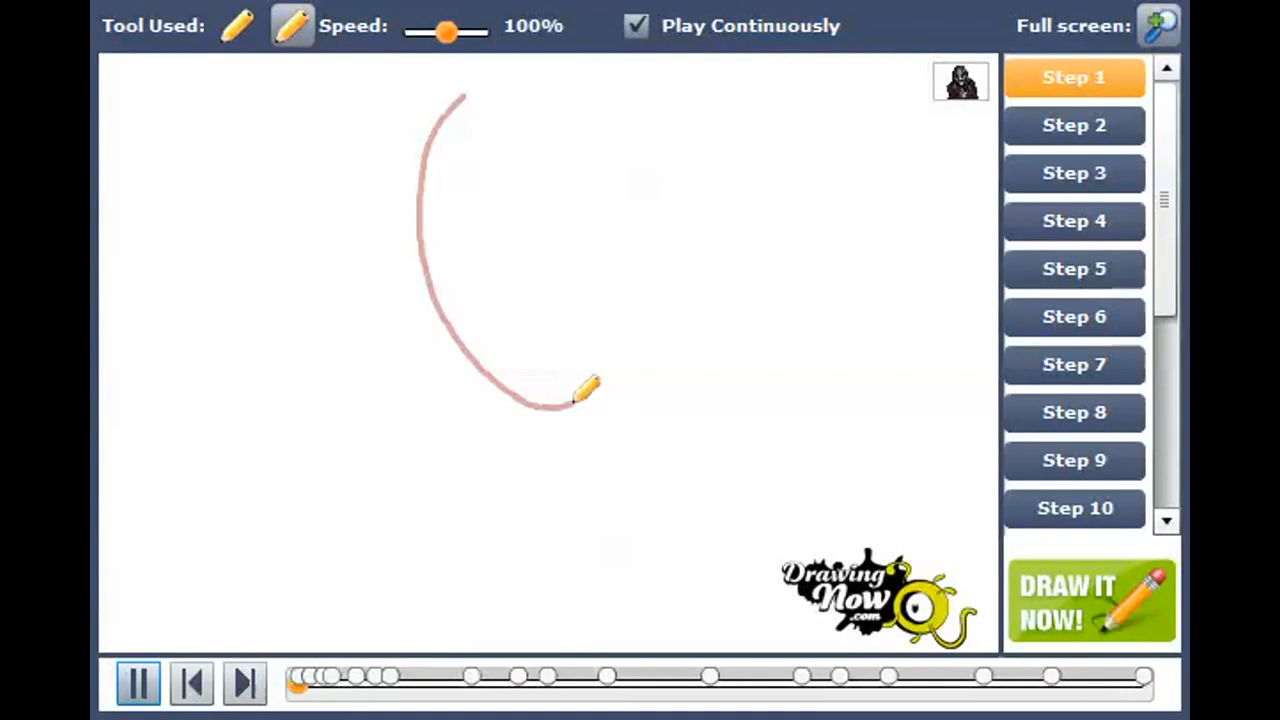 Tool Used:
Speed:
100%
Play Continuously
Full screen:
Step 1
Step 2
Step 3
Step 4
Step 5
Step 6
Step 7
Step 8
Step 9
Step 10
Drawing
Now
.com
DRAW IT
NOW!